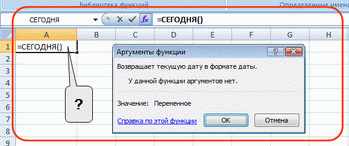 Библиотека функций
Определенные имена
СЕГОДНЯ
=СЕГОДНЯ()
A B C D E F G H
1 =СЕГОДНЯ()
2
3
4
5
6
7
8
?
Аргументы функции
Возвращает текущую дату в формате даты.
У данной функции аргументов нет.
Значение: Переменное
Справка по этой функции
ОК
Отмена